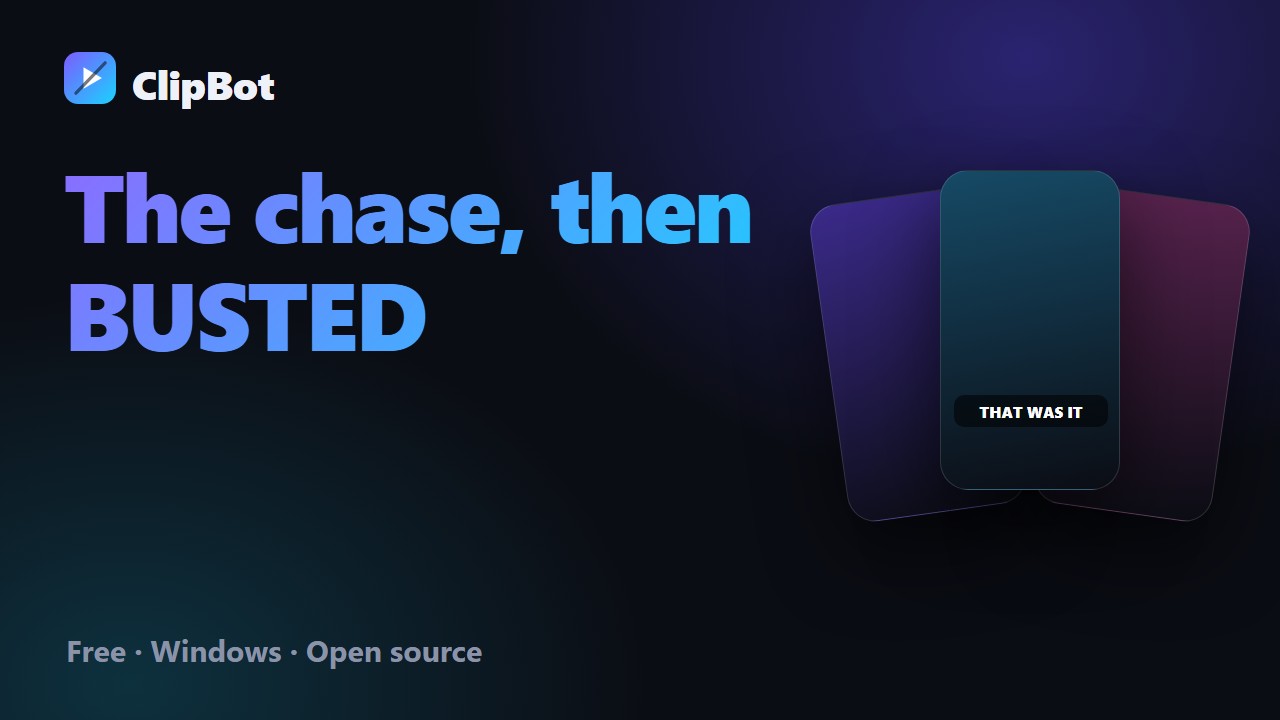 ClipBot
The chase, then
BUSTED
THAT WAS IT
Free · Windows · Open source